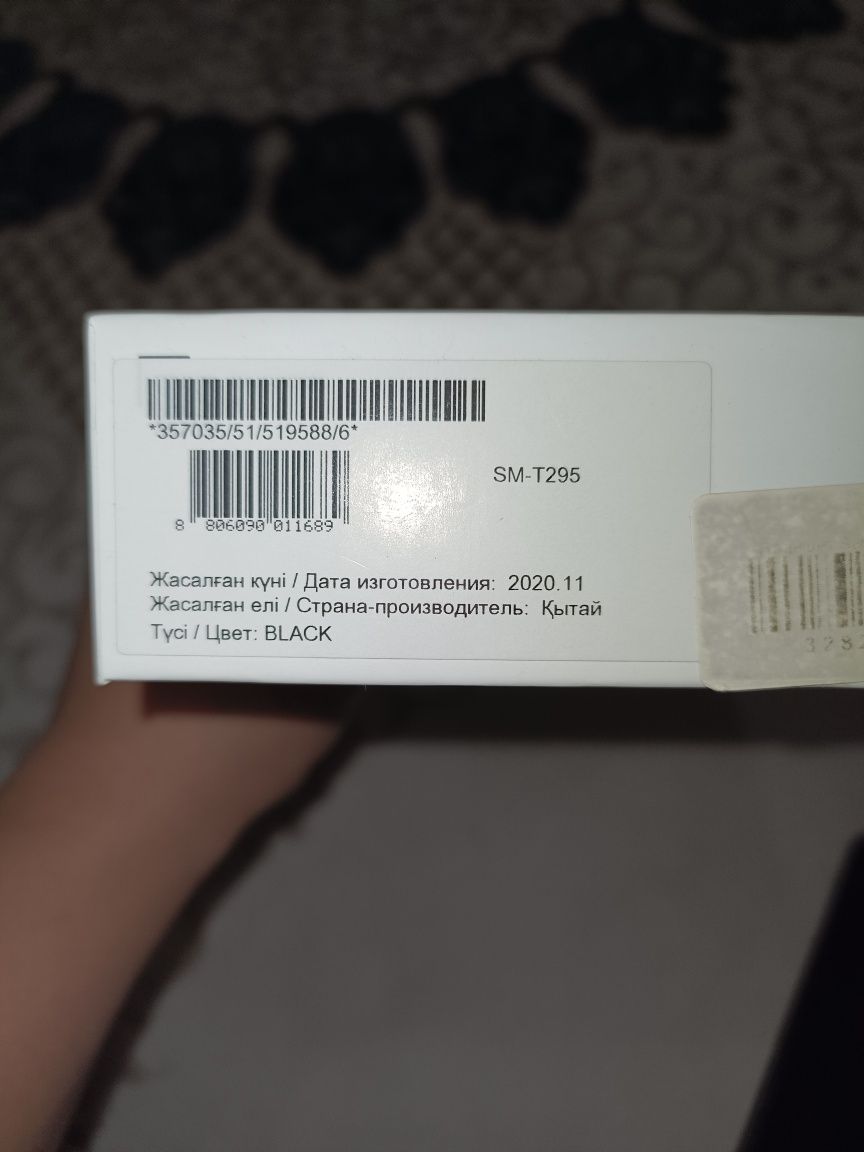 *357035/51/519588/6*
SM-T295
8 806090 011689
Жасалған күні / Дата изготовления: 2020.11
Жасалған елі / Страна-производитель: Қытай
Түсі / Цвет: BLACK